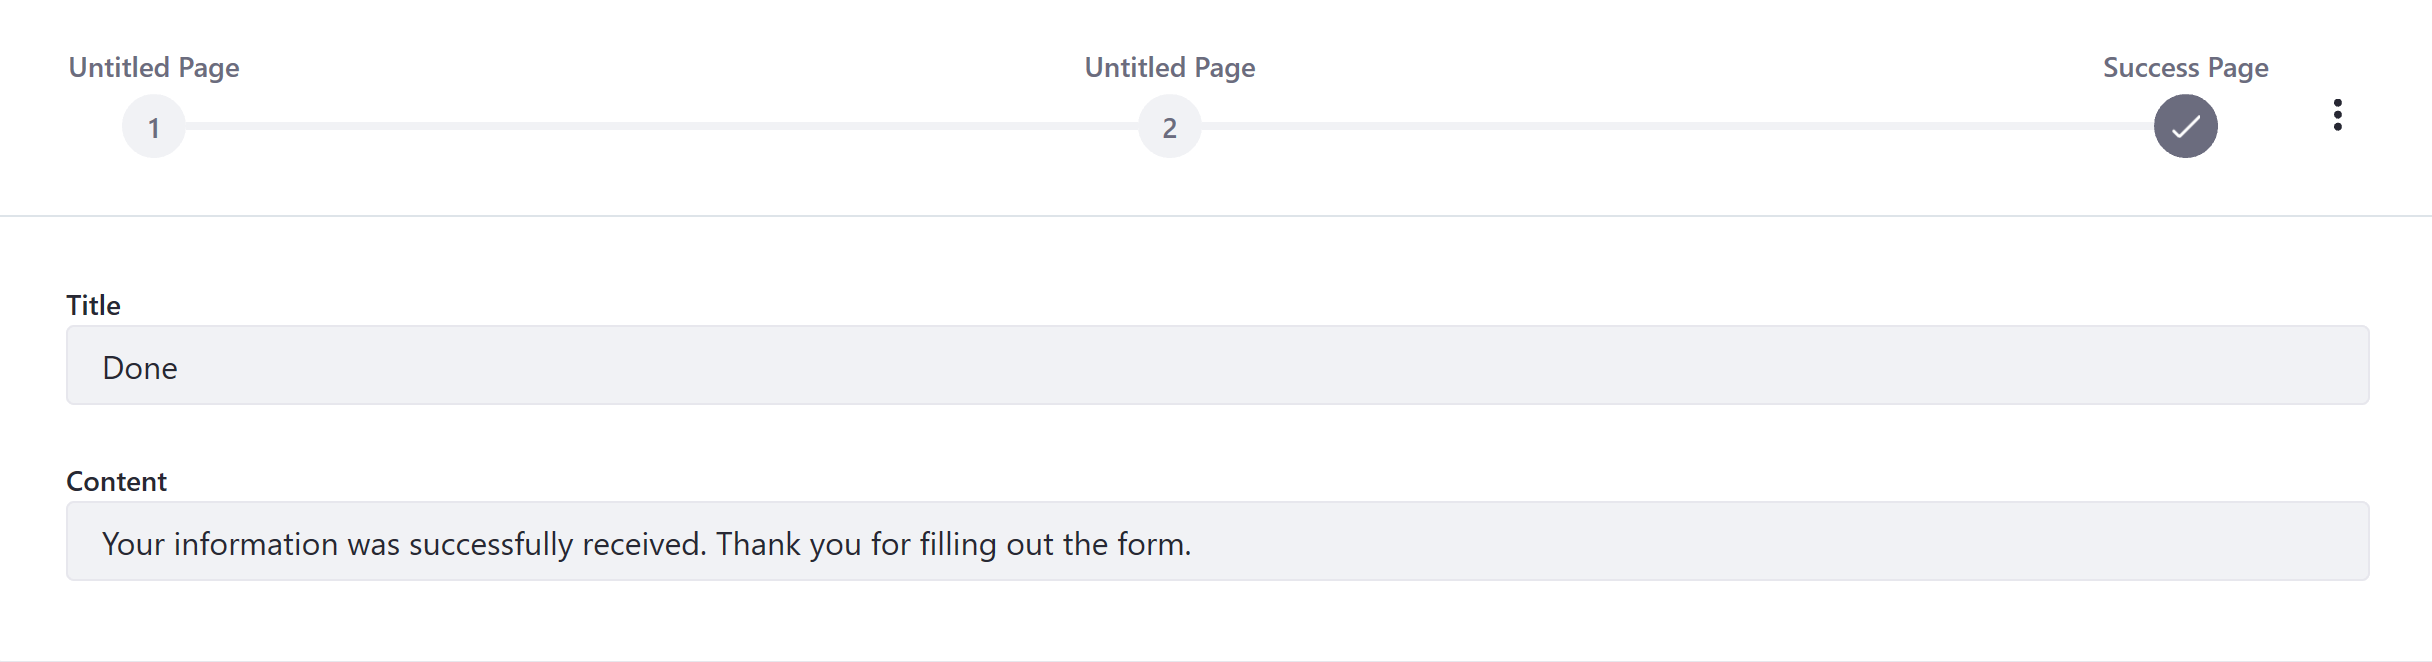 Untitled Page
Untitled Page
Success Page
1
2
Title
Done
Content
Your information was successfully received. Thank you for filling out the form.